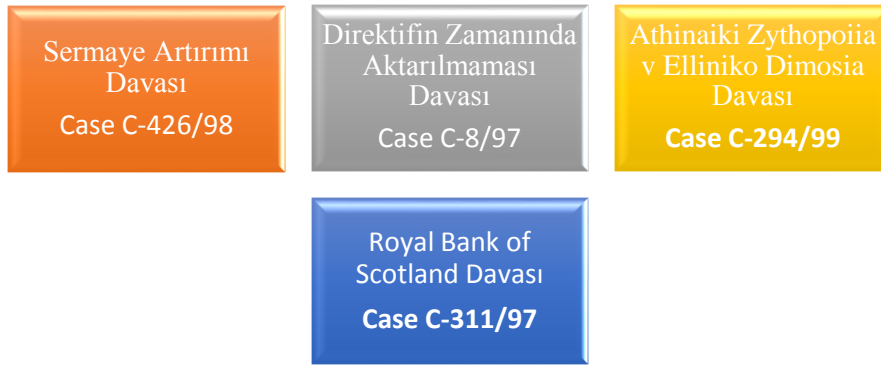 Sermaye Artırımı
Davası
Case C-426/98
Direktifin Zamanında
Aktarılmaması
Davası
Case C-8/97
Athinaiki Zythopoiia
v Elliniko Dimosia
Davası
Case C-294/99
Royal Bank of
Scotland Davası
Case C-311/97